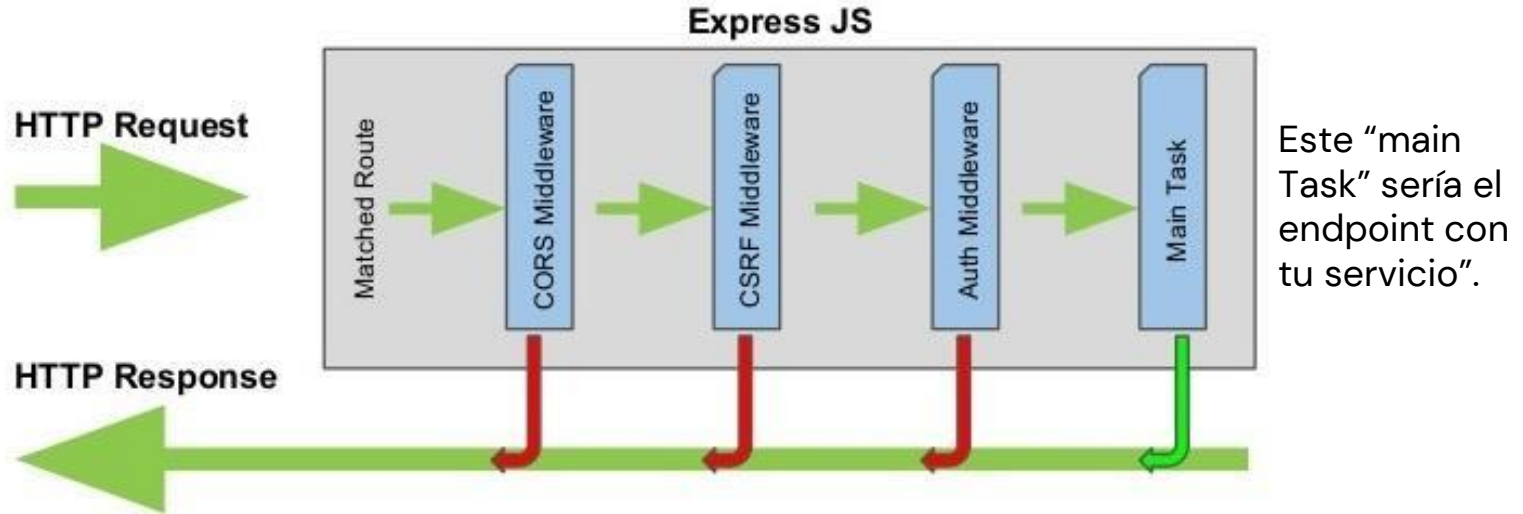 Express JS
HTTP Request
Matched Route
CORS Middleware
CSRF Middleware
Auth Middleware
Main Task
Este “main
Task” sería el
endpoint con
tu servicio”.
HTTP Response